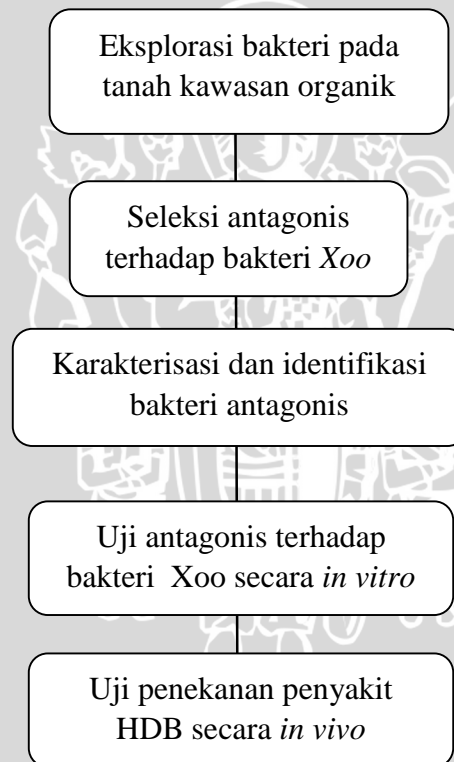 Eksplorasi bakteri pada
tanah kawasan organik
Seleksi antagonis
terhadap bakteri Xoo
Karakterisasi dan identifikasi
bakteri antagonis
Uji antagonis terhadap
bakteri Xoo secara in vitro
Uji penekanan penyakit
HDB secara in vivo